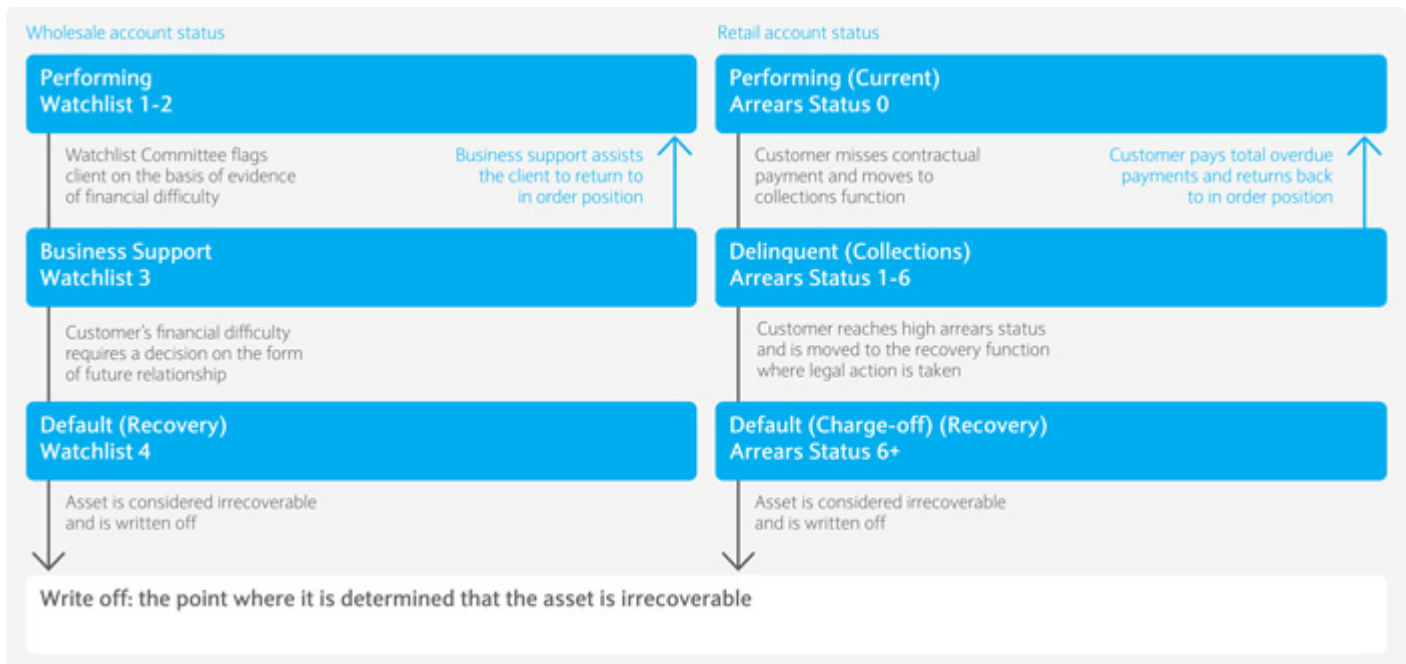 Wholesale account status
Performing
Watchlist 1-2
Watchlist Committee flags
client on the basis of evidence
of financial difficulty
Business support assists
the client to return to
in order position
Business Support
Watchlist 3
Customer's financial difficulty
requires a decision on the form
of future relationship
Default (Recovery)
Watchlist 4
Asset is considered irrecoverable
and is written off
Retail account status
Performing (Current)
Arrears Status 0
Customer misses contractual
payment and moves to
collections function
Customer pays total overdue
payments and returns back
to in order position
Delinquent (Collections)
Arrears Status 1-6
Customer reaches high arrears status
and is moved to the recovery function
where legal action is taken
Default (Charge-off) (Recovery)
Arrears Status 6+
Asset is considered irrecoverable
and is written off
Write off: the point where it is determined that the asset is irrecoverable